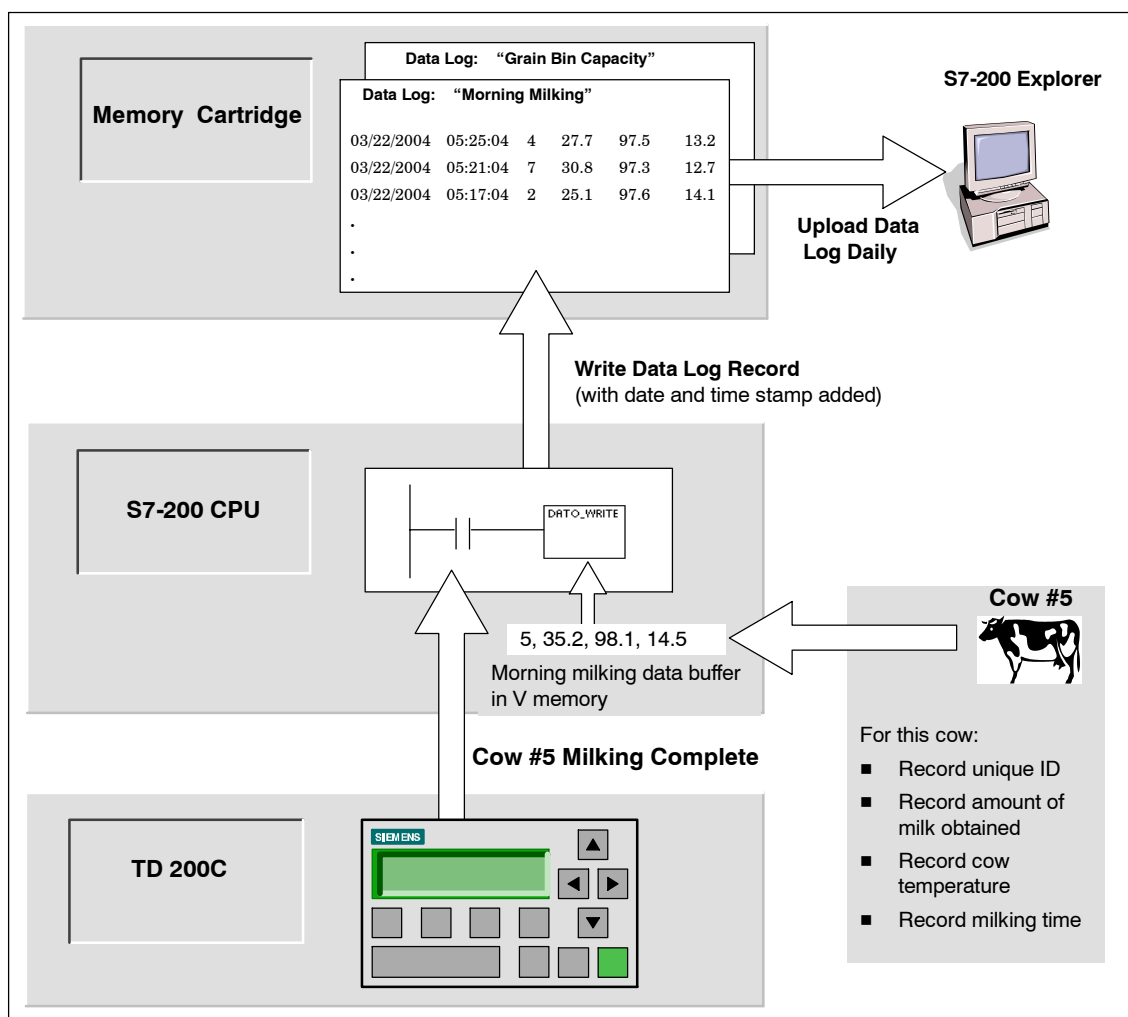 Data Log: “Grain Bin Capacity”
Data Log: “Morning Milking”
Memory Cartridge
03/22/2004 05:25:04 4 27.7 97.5 13.2
03/22/2004 05:21:04 7 30.8 97.3 12.7
03/22/2004 05:17:04 2 25.1 97.6 14.1
.
.
.
S7-200 Explorer
Upload Data
Log Daily
Write Data Log Record
(with date and time stamp added)
S7-200 CPU
DATO_WRITE
5, 35.2, 98.1, 14.5
Morning milking data buffer
in V memory
Cow #5
For this cow:
■ Record unique ID
■ Record amount of
milk obtained
■ Record cow
temperature
■ Record milking time
Cow #5 Milking Complete
TD 200C
SIEMENS